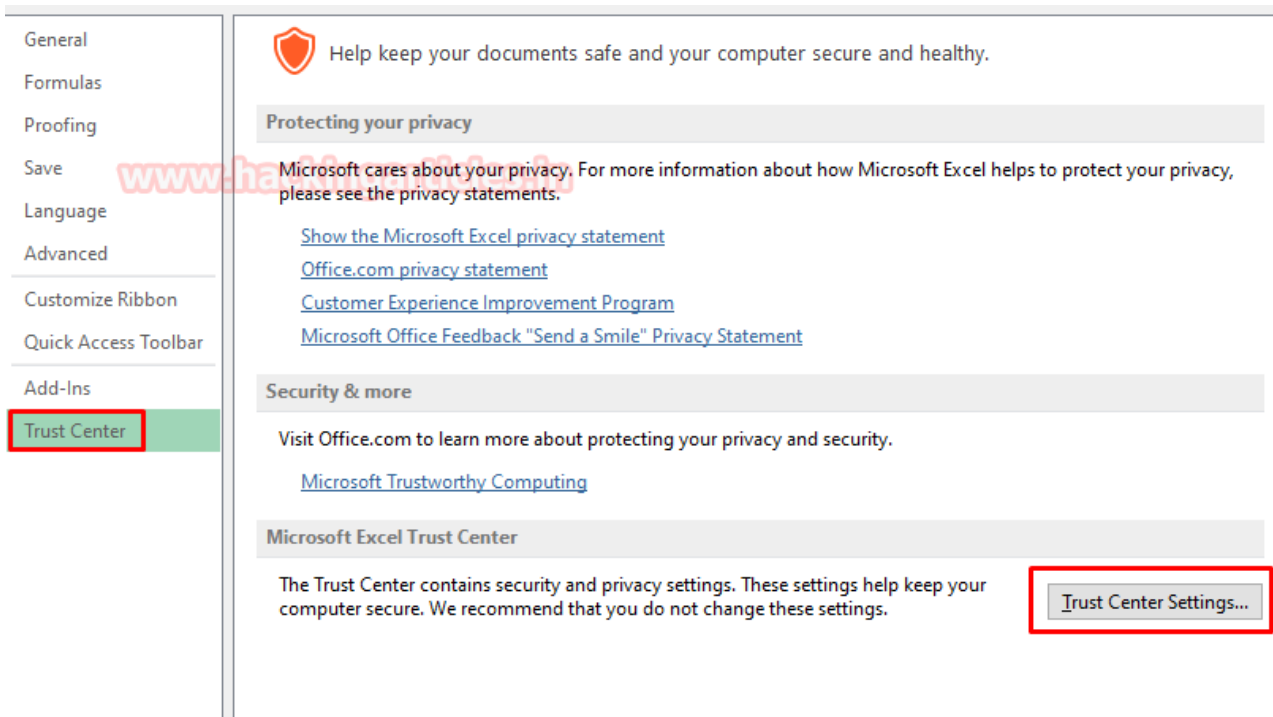 General
Formulas
Proofing
Save
Language
Advanced
Customize Ribbon
Quick Access Toolbar
Add-Ins
Trust Center
Help keep your documents safe and your computer secure and healthy.
Protecting your privacy
www.hackingarticles.in
Microsoft cares about your privacy. For more information about how Microsoft Excel helps to protect your privacy,
please see the privacy statements.
Show the Microsoft Excel privacy statement
Office.com privacy statement
Customer Experience Improvement Program
Microsoft Office Feedback "Send a Smile" Privacy Statement
Security & more
Visit Office.com to learn more about protecting your privacy and security.
Microsoft Trustworthy Computing
Microsoft Excel Trust Center
The Trust Center contains security and privacy settings. These settings help keep your
computer secure. We recommend that you do not change these settings.
Trust Center Settings...